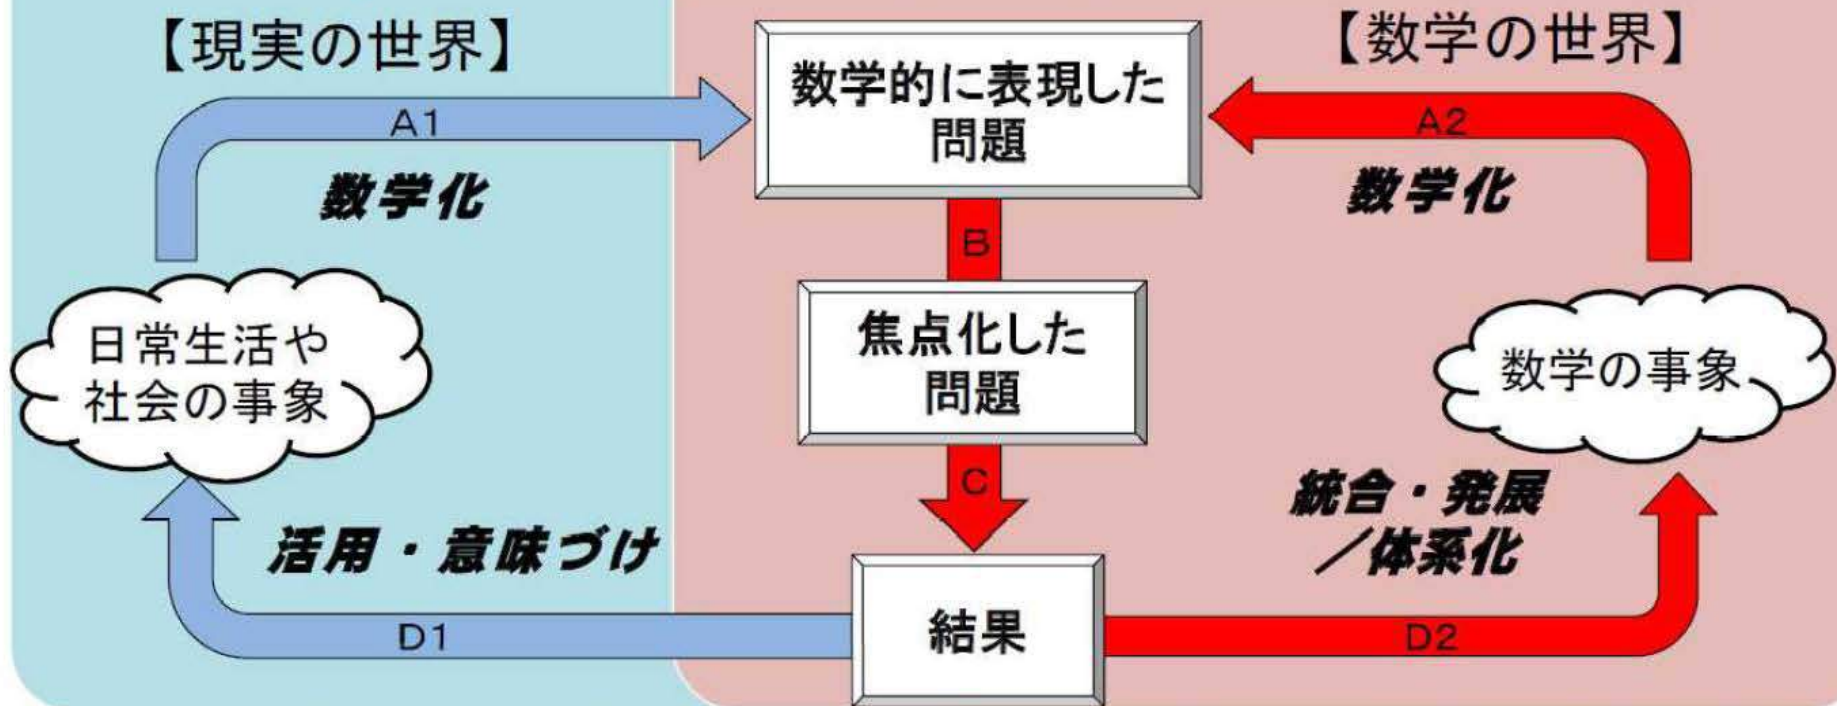 【現実の世界】
【数学の世界】
数学的に表現した
問題
A1
A2
数学化
数学化
B
日常生活や
社会の事象
焦点化した
問題
数学の事象
C
活用・意味づけ
統合・発展
／体系化
結果
D1
D2